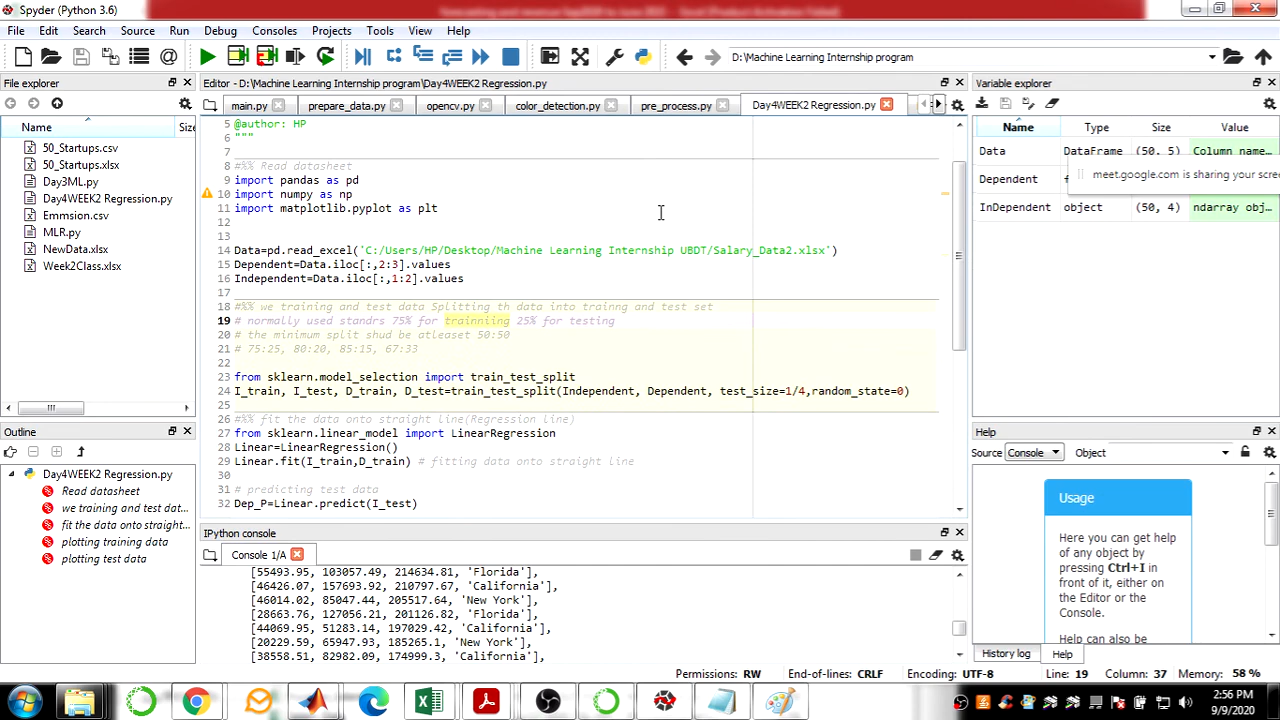 Spyder (Python 3.6)
File Edit Search Source Run Debug Consoles Projects Tools View Help
D:\Machine Learning Internship program
File explorer
Name
Size
50_Startups.csv
50_Startups.xlsx
Day3ML.py
Day4WEEK2 Regression.py
Emmsion.csv
MLR.py
NewData.xlsx
Week2Class.xlsx
Outline
Day4WEEK2 Regression.py
Read datasheet
we training and test dat...
fit the data onto straight...
plotting training data
plotting test data
Editor - D:\Machine Learning Internship program\Day4WEEK2 Regression.py
main.py prepare_data.py opencv.py color_detection.py pre_process.py Day4WEEK2 Regression.py
5 @author: HP
6 """
7
8 #%% Read datasheet
9 import pandas as pd
10 import numpy as np
11 import matplotlib.pyplot as plt
12
13
14 Data=pd.read_excel('C:/Users/HP/Desktop/Machine Learning Internship UBDT/Salary_Data2.xlsx')
15 Dependent=Data.iloc[:,2:3].values
16 Independent=Data.iloc[:,1:2].values
17
18 #%% we training and test data Splitting th data into trainng and test set
19 # normally used standrs 75% for trainniing 25% for testing
20 # the minimum split shud be atleaset 50:50
21 # 75:25, 80:20, 85:15, 67:33
22
23 from sklearn.model_selection import train_test_split
24 I_train, I_test, D_train, D_test=train_test_split(Independent, Dependent, test_size=1/4,random_state=0)
25
26 #%% fit the data onto straight line(Regression line)
27 from sklearn.linear_model import LinearRegression
28 Linear=LinearRegression()
29 Linear.fit(I_train,D_train) # fitting data onto straight line
30
31 # predicting test data
32 Dep_P=Linear.predict(I_test)
IPython console
Console 1/A
[55493.95, 103057.49, 214634.81, 'Florida'],
[46426.07, 157693.92, 210797.67, 'California'],
[46014.02, 85047.44, 205517.64, 'New York'],
[28663.76, 127056.21, 201126.82, 'Florida'],
[44069.95, 51283.14, 197029.42, 'California'],
[20229.59, 65947.93, 185265.1, 'New York'],
[38558.51, 82982.09, 174999.3, 'California'],
Variable explorer
Name Type Size Value
Data DataFrame (50, 5) Column name...
Dependent
meet.google.com is sharing your scree
InDependent object (50, 4) ndarray obj...
Help
Source Console Object
Usage
Here you can get help
of any object by
pressing Ctrl+I in
front of it, either on
the Editor or the
Console.
Help can also be
History log Help
Permissions: RW End-of-lines: CRLF Encoding: UTF-8 Line: 19 Column: 37 Memory: 58 %
2:56 PM
9/9/2020